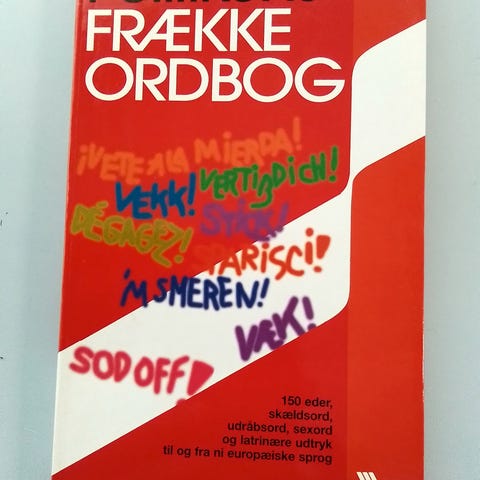 FRÆKKE
ORDBOG
¡VETE A LA MIERDA!
VEKK! VERTIßDICH!
DÉGAGEZ! STICK!
SPARISCI!
'M SMEREN!
VÆK!
SOD OFF!
150 eder,
skældsord,
udråbsord, sexord
og latrinære udtryk
til og fra ni europæiske sprog